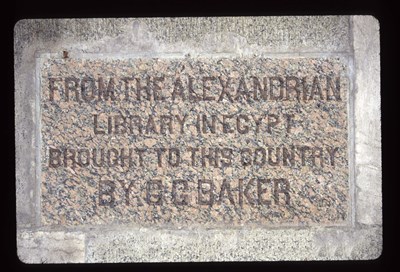 FROM THE ALEXANDRIAN
LIBRARY IN EGYPT
BROUGHT TO THIS COUNTRY
BY G C BAKER